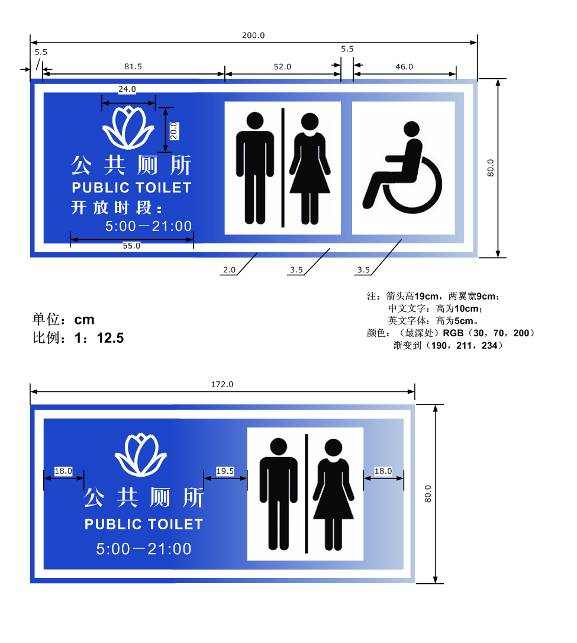 200.0
5.5
5.5
81.5
52.0
46.0
24.0
20.0
公共厕所
PUBLIC TOILET
开放时段：
5:00－21:00
55.0
80.0
2.0
3.5
3.5
单位：cm
比例：1：12.5
注：箭头高19cm，两翼宽9cm；
中文文字：高为10cm；
英文字体：高为5cm。
颜色：（最深处）RGB（30，70，200）
渐变到（190，211，234）
172.0
18.0
19.5
18.0
公共厕所
PUBLIC TOILET
5:00－21:00
80.0